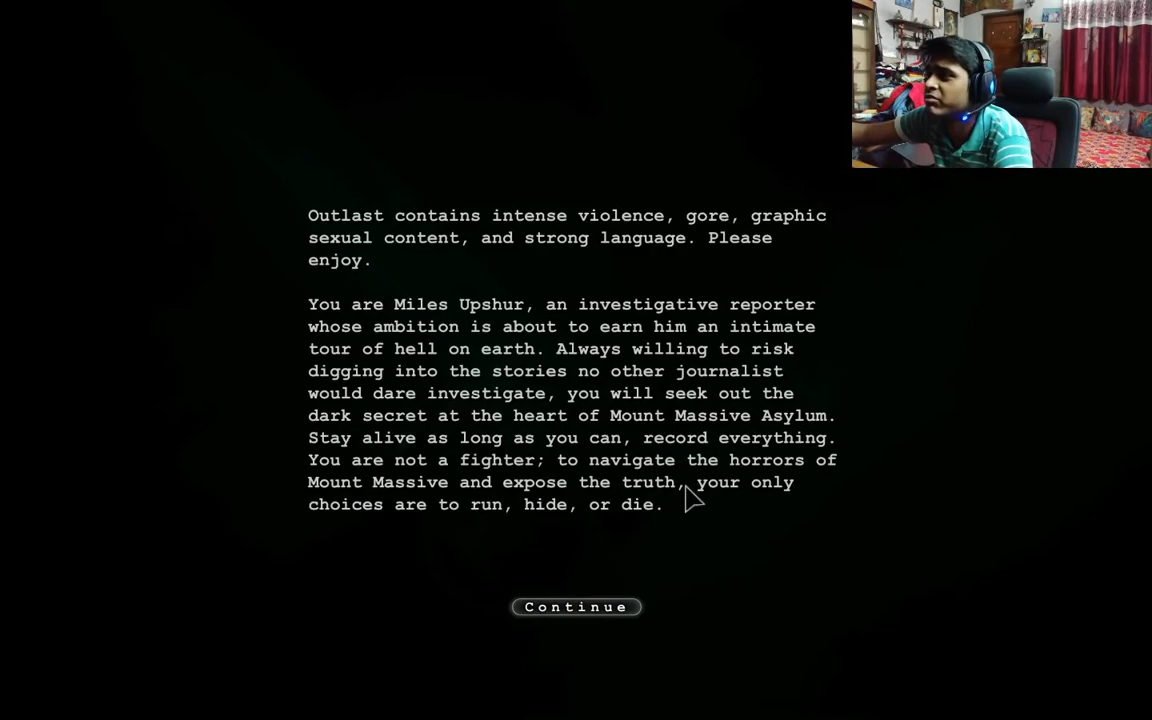 Outlast contains intense violence, gore, graphic
sexual content, and strong language. Please
enjoy.
You are Miles Upshur, an investigative reporter
whose ambition is about to earn him an intimate
tour of hell on earth. Always willing to risk
digging into the stories no other journalist
would dare investigate, you will seek out the
dark secret at the heart of Mount Massive Asylum.
Stay alive as long as you can, record everything.
You are not a fighter; to navigate the horrors of
Mount Massive and expose the truth, your only
choices are to run, hide, or die.
Continue